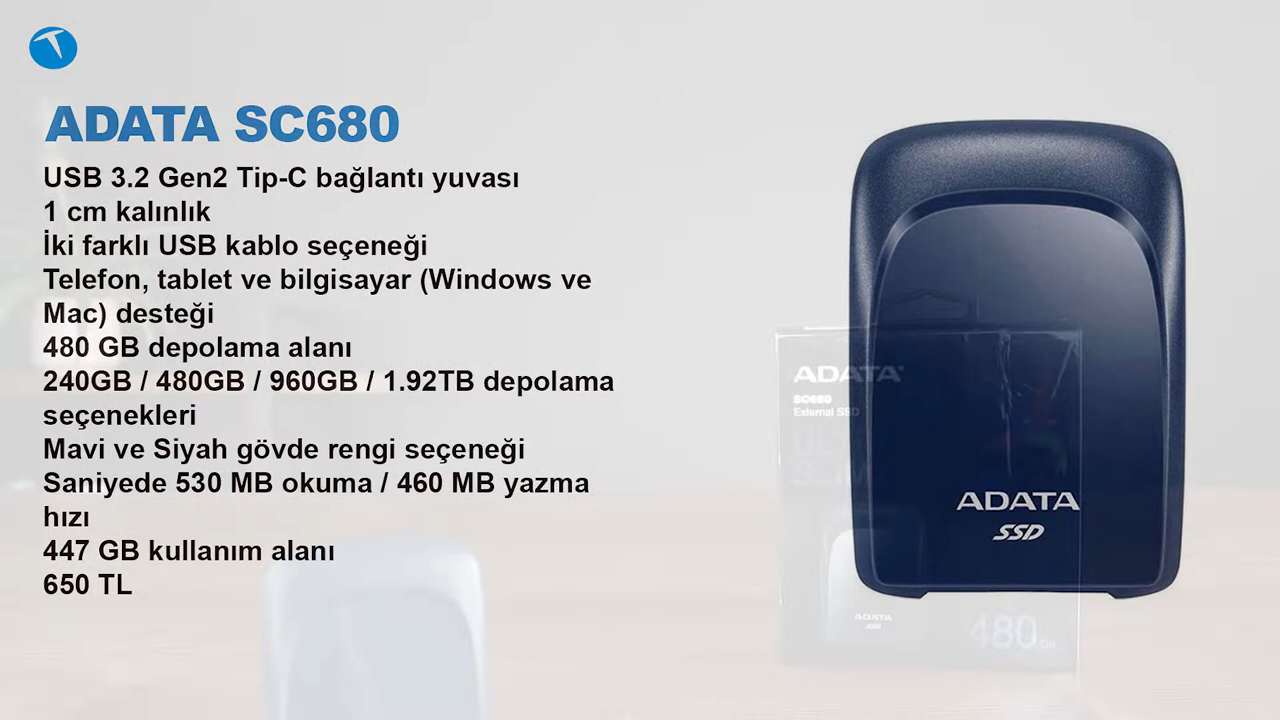 ADATA SC680
USB 3.2 Gen2 Tip-C bağlantı yuvası
1 cm kalınlık
İki farklı USB kablo seçeneği
Telefon, tablet ve bilgisayar (Windows ve
Mac) desteği
480 GB depolama alanı
240GB / 480GB / 960GB / 1.92TB depolama
seçenekleri
Mavi ve Siyah gövde rengi seçeneği
Saniyede 530 MB okuma / 460 MB yazma
hızı
447 GB kullanım alanı
650 TL
ADATA
SC680
External SSD
ADATA
SSD
ADATA
480